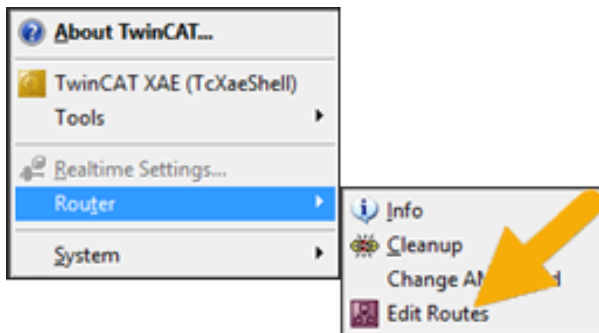 About TwinCAT...
TwinCAT XAE (TcXaeShell)
Tools
Realtime Settings...
Router
System
Info
Cleanup
Change
Edit Routes